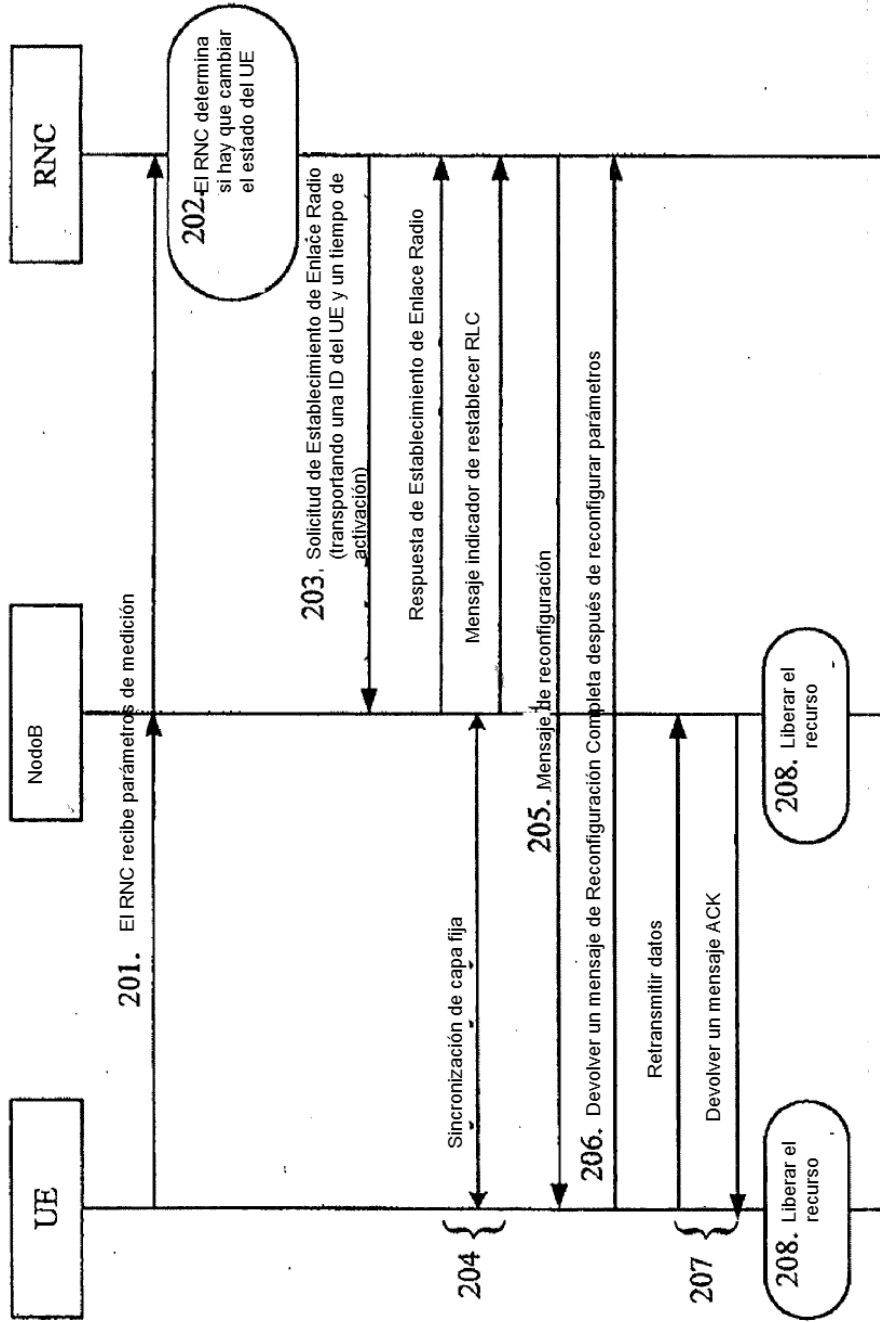 UE
NodoB
RNC
201. El RNC recibe parámetros de medición
202. El RNC determina
si hay que cambiar
el estado del UE
203. Solicitud de Establecimiento de Enlace Radio
(transportando una ID del UE y un tiempo de
activación)
Respuesta de Establecimiento de Enlace Radio
204
Sincronización de capa fija
Mensaje indicador de restablecer RLC
205. Mensaje de reconfiguración
206. Devolver un mensaje de Reconfiguración Completa después de reconfigurar parámetros
207
Retransmitir datos
Devolver un mensaje ACK
208. Liberar el
recurso
208. Liberar el
recurso